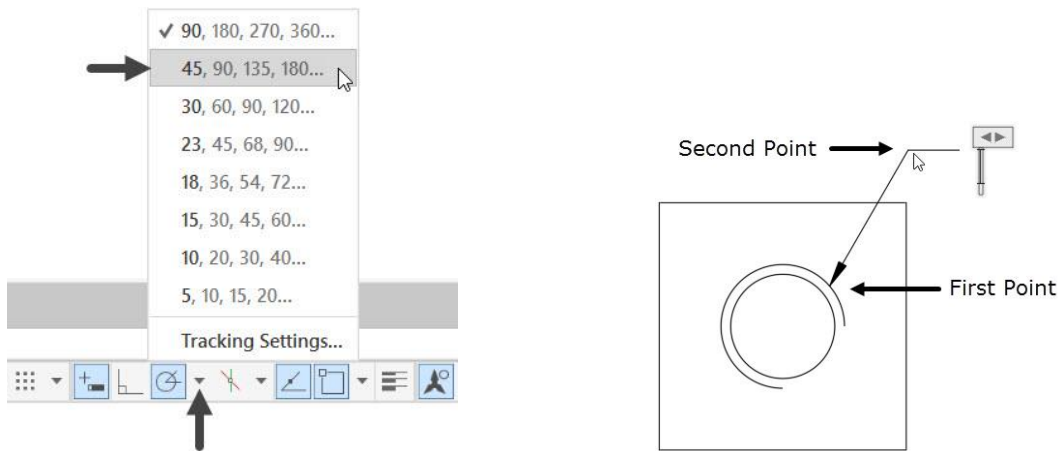 90, 180, 270, 360...
45, 90, 135, 180...
30, 60, 90, 120...
23, 45, 68, 90...
18, 36, 54, 72...
15, 30, 45, 60...
10, 20, 30, 40...
5, 10, 15, 20...
Tracking Settings...
Second Point
First Point